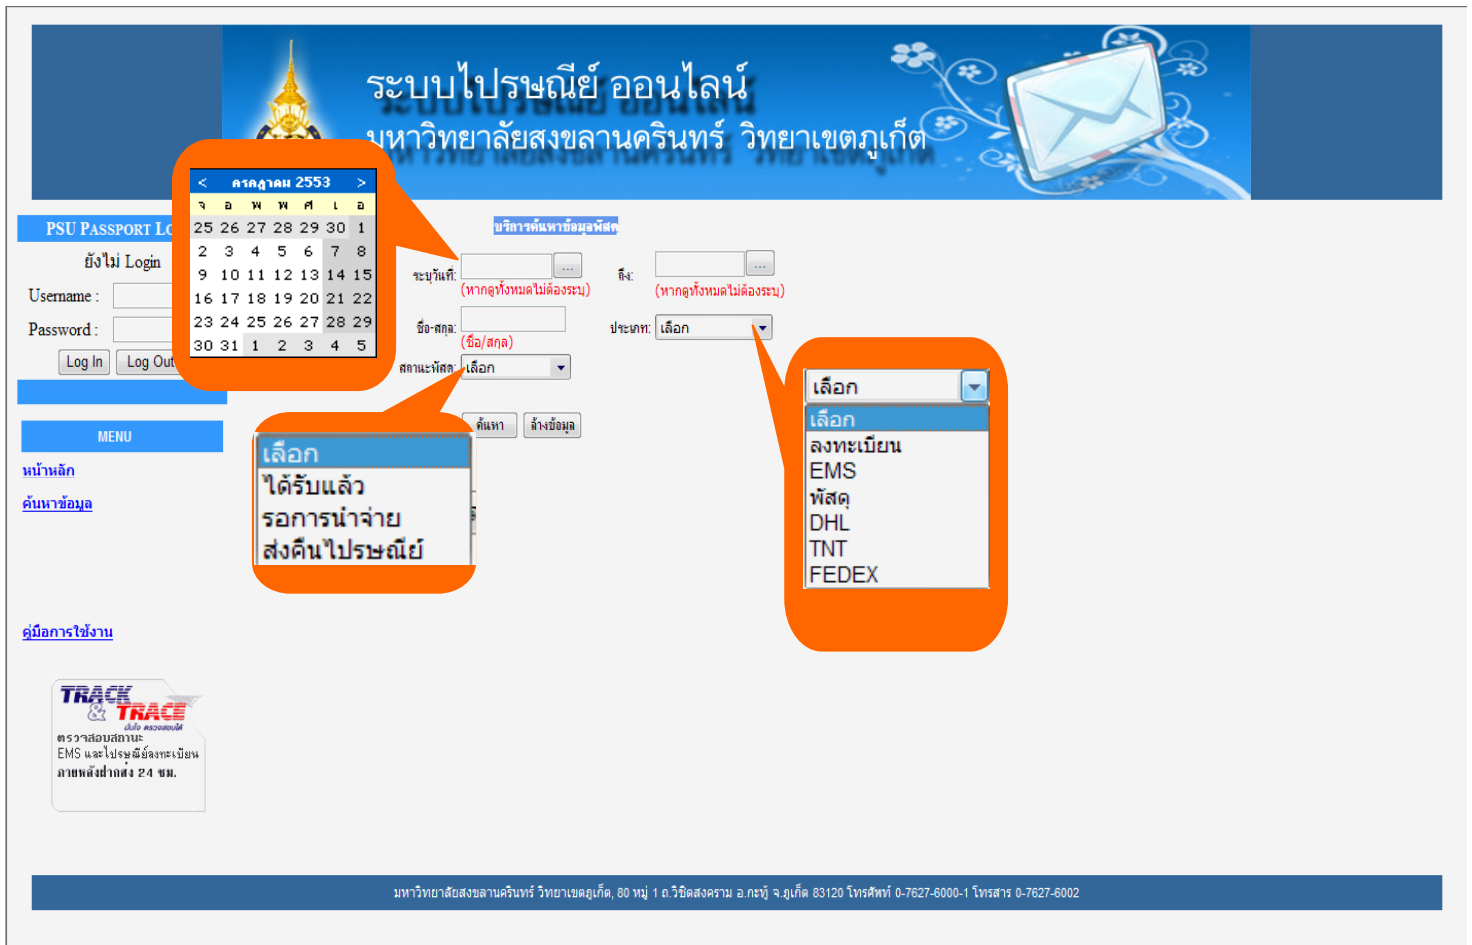 ระบบไปรษณีย์ ออนไลน์
มหาวิทยาลัยสงขลานครินทร์ วิทยาเขตภูเก็ต
< กรกฎาคม 2553 >
จ อ พ พ ศ เ อ
25 26 27 28 29 30 1
2 3 4 5 6 7 8
9 10 11 12 13 14 15
16 17 18 19 20 21 22
23 24 25 26 27 28 29
30 31 1 2 3 4 5
PSU PASSPORT
ยังไม่ Login
Username :
Password :
Log In Log Out
บริการค้นหาข้อมูลพัสดุ
ระบุวันที่: ... ถึง: ...
(หากดูทั้งหมดไม่ต้องระบุ) (หากดูทั้งหมดไม่ต้องระบุ)
ชื่อ-สกุล: ประเภท: เลือก
(ชื่อ/สกุล)
สถานะพัสดุ: เลือก
ค้นหา ล้างข้อมูล
เลือก
ได้รับแล้ว
รอการนำจ่าย
ส่งคืนไปรษณีย์
เลือก
เลือก
ลงทะเบียน
EMS
พัสดุ
DHL
TNT
FEDEX
MENU
หน้าหลัก
ค้นหาข้อมูล
คู่มือการใช้งาน
TRACK
& TRACE
มั่นใจ ตรวจสอบได้
ตรวจสอบสถานะ
EMS และไปรษณีย์ลงทะเบียน
ภายหลังฝากส่ง 24 ชม.
มหาวิทยาลัยสงขลานครินทร์ วิทยาเขตภูเก็ต, 80 หมู่ 1 ถ.วิชิตสงคราม อ.กะทู้ จ.ภูเก็ต 83120 โทรศัพท์ 0-7627-6000-1 โทรสาร 0-7627-6002